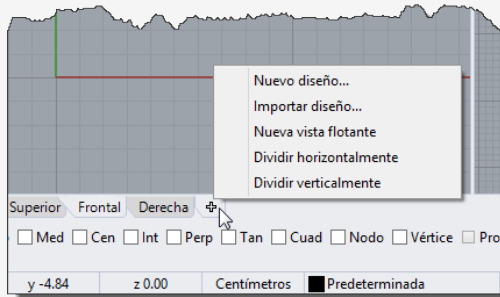 Nuevo diseño...
Importar diseño...
Nueva vista flotante
Dividir horizontalmente
Dividir verticalmente
Superior Frontal Derecha
Med Cen Int Perp Tan Cuad Nodo Vértice Pro
y -4.84 z 0.00 Centímetros Predeterminada